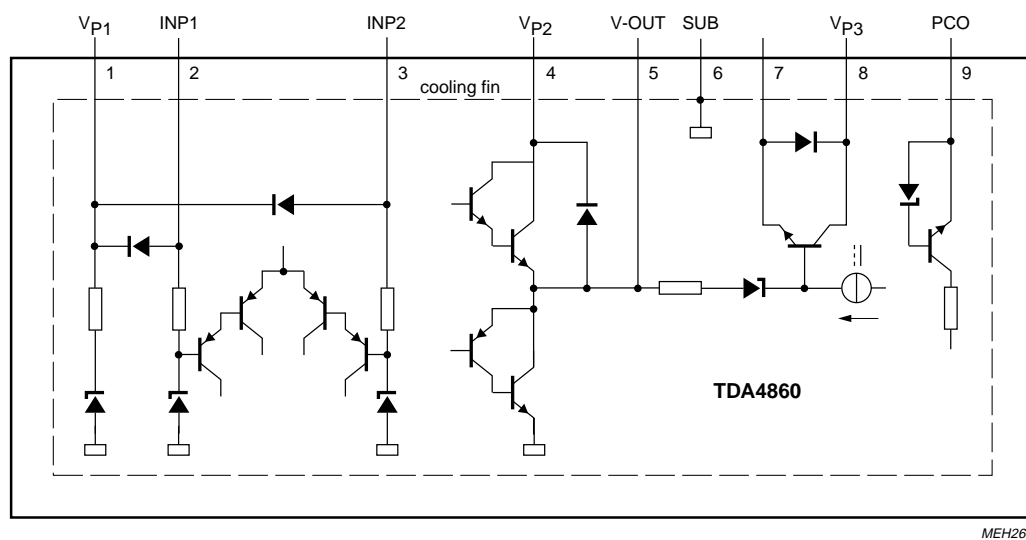 VP1 INP1 INP2 VP2 V-OUT SUB VP3 PCO
1 2 3 4 5 6 7 8 9
cooling fin
TDA4860
MEH26